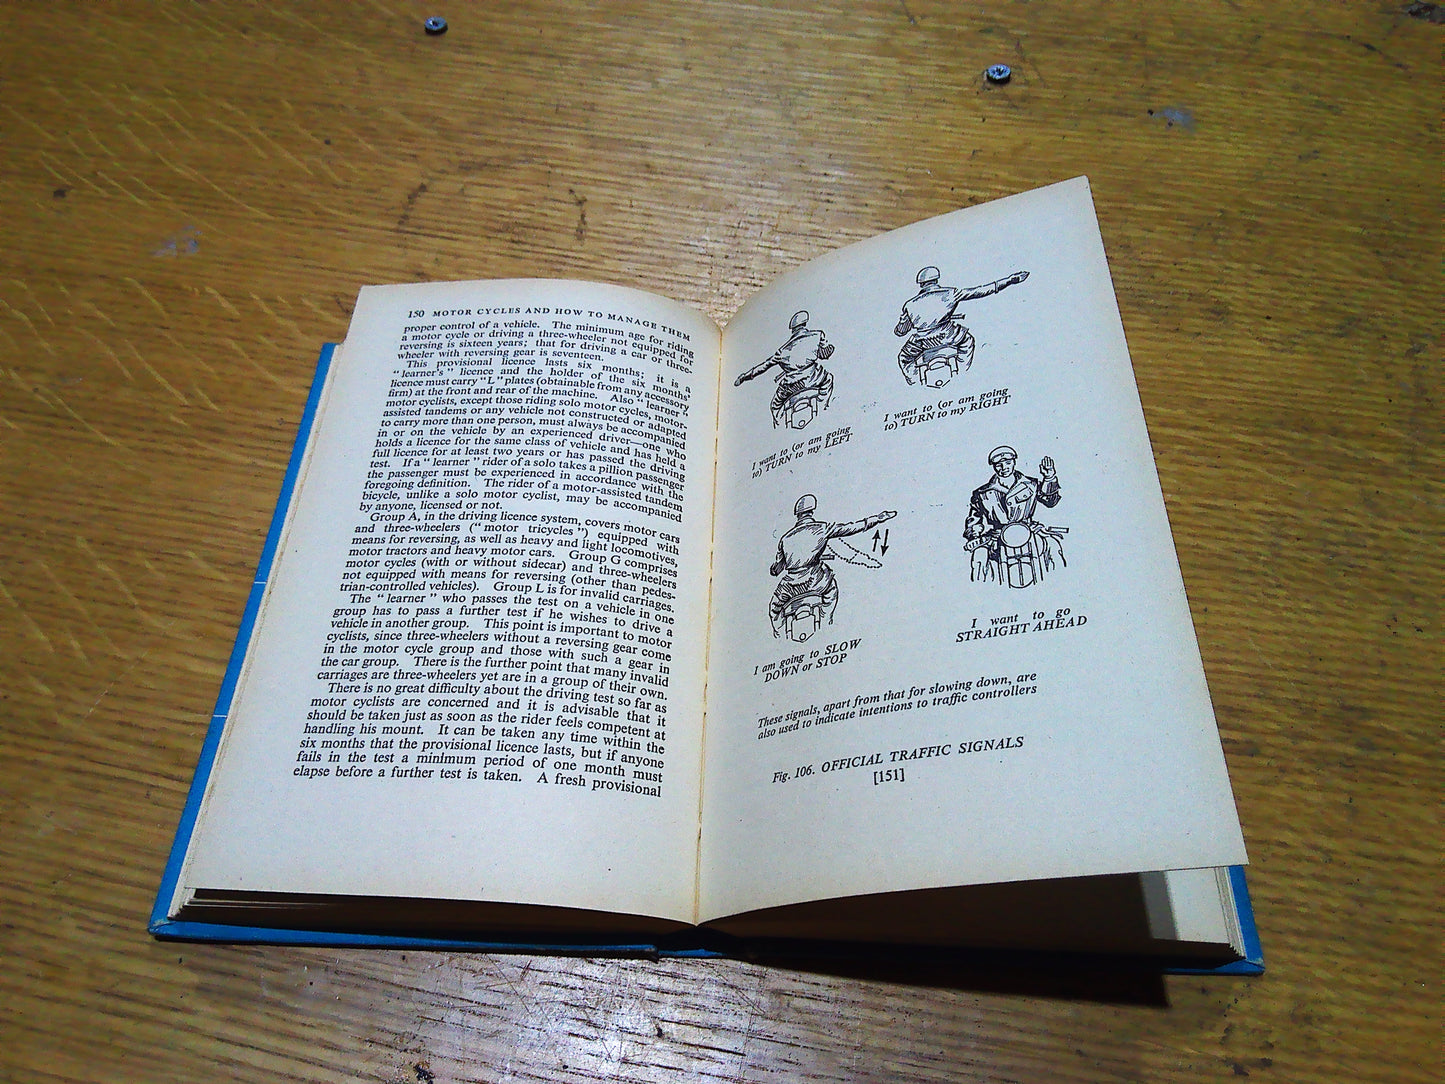 150 MOTOR CYCLES AND HOW TO MANAGE THEM
proper control of a vehicle. The minimum age for riding
a motor cycle or driving a three-wheeler not equipped for
reversing is sixteen years; that for driving a car or three-
wheeler with reversing gear is seventeen.
This provisional licence lasts six months; it is a
"learner's" licence and the holder of the six months'
licence must carry "L" plates (obtainable from any accessory
firm) at the front and rear of the machine. Also "learner"
motor cyclists, except those riding solo motor cycles, motor-
assisted tandems or any vehicle not constructed or adapted
to carry more than one person, must always be accompanied
in or on the vehicle by an experienced driver—one who
holds a licence for the same class of vehicle and has held a
full licence for at least two years or has passed the driving
test. If a "learner" rider of a solo takes a pillion passenger
the passenger must be experienced in accordance with the
foregoing definition. The rider of a motor-assisted tandem
bicycle, unlike a solo motor cyclist, may be accompanied
by anyone, licensed or not.
Group A, in the driving licence system, covers motor cars
and three-wheelers ("motor tricycles") equipped with
means for reversing, as well as heavy and light locomotives,
motor tractors and heavy motor cars. Group G comprises
motor cycles (with or without sidecar) and three-wheelers
not equipped with means for reversing (other than pedes-
trian-controlled vehicles). Group L is for invalid carriages.
The "learner" who passes the test on a vehicle in one
group has to pass a further test if he wishes to drive a
vehicle in another group. This point is important to motor
cyclists, since three-wheelers without a reversing gear come
in the motor cycle group and those with such a gear in
the car group. There is the further point that many invalid
carriages are three-wheelers yet are in a group of their own.
There is no great difficulty about the driving test so far as
motor cyclists are concerned and it is advisable that it
should be taken just as soon as the rider feels competent at
handling his mount. It can be taken any time within the
six months that the provisional licence lasts, but if anyone
fails in the test a minimum period of one month must
elapse before a further test is taken. A fresh provisional
I want to (or am going
to) TURN to my LEFT
I want to (or am going
to) TURN to my RIGHT
I am going to SLOW
DOWN or STOP
I want to go
STRAIGHT AHEAD
These signals, apart from that for slowing down, are
also used to indicate intentions to traffic controllers
Fig. 106. OFFICIAL TRAFFIC SIGNALS
[151]